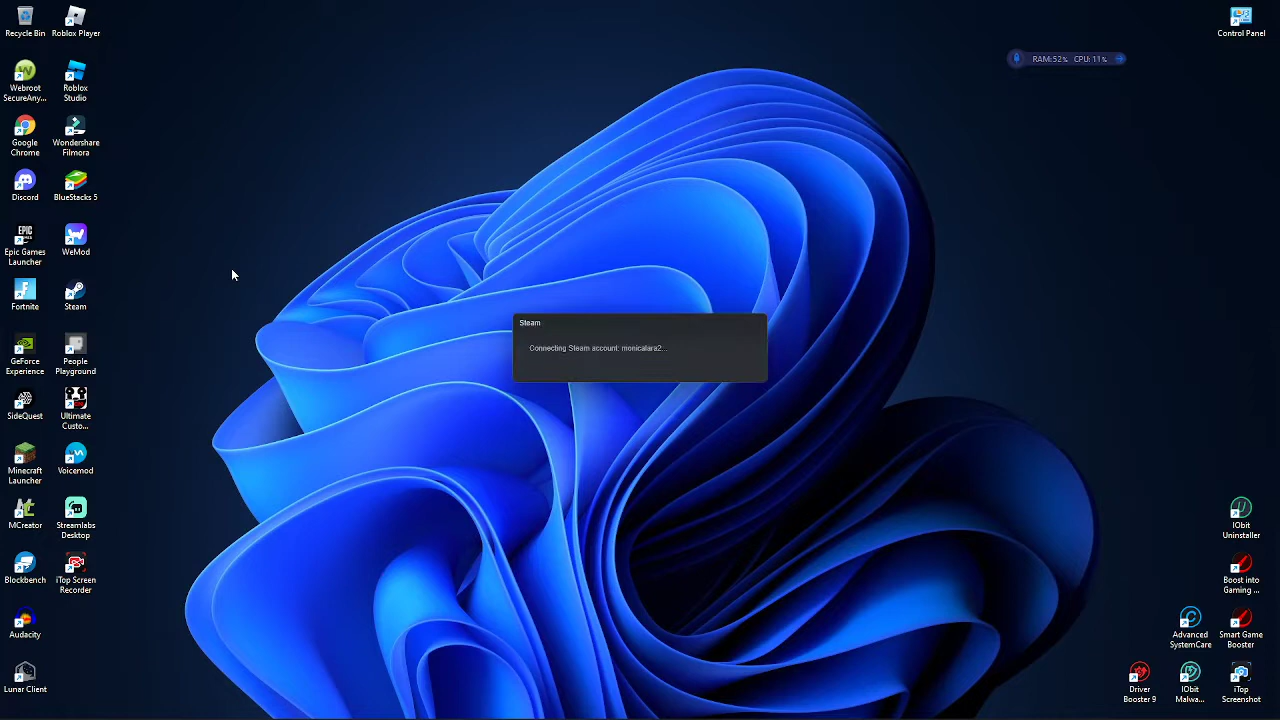 Recycle Bin
Roblox Player
Control Panel
RAM:52% CPU: 11%
Webroot
SecureAny...
Roblox
Studio
Google
Chrome
Wondershare
Filmora
Discord
BlueStacks 5
EPIC
GAMES
Epic Games
Launcher
WeMod
Fortnite
Steam
Steam
Connecting Steam account: monicalara2...
GeForce
Experience
People
Playground
SideQuest
Ultimate
Custo...
Minecraft
Launcher
Voicemod
MCreator
Streamlabs
Desktop
IObit
Uninstaller
Blockbench
iTop Screen
Recorder
Boost into
Gaming ...
Audacity
Advanced
SystemCare
Smart Game
Booster
Lunar Client
Driver
Booster 9
IObit
Malwa...
iTop
Screenshot